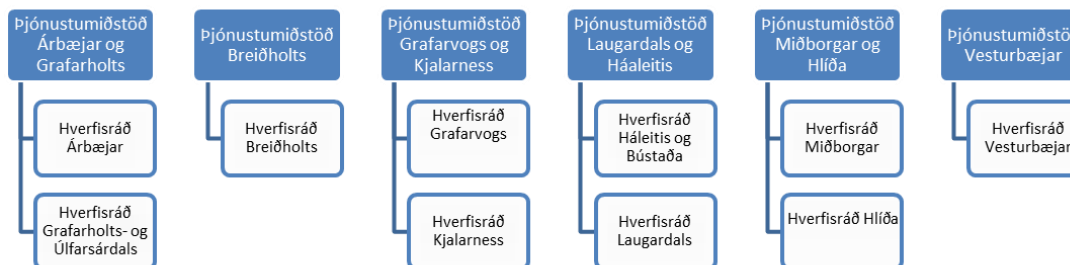 Þjónustumiðstöð
Árbæjar og
Grafarholts
Hverfisráð
Árbæjar
Hverfisráð
Grafarholts- og
Úlfarsárdals
Þjónustumiðstöð
Breiðholts
Hverfisráð
Breiðholts
Þjónustumiðstöð
Grafarvogs og
Kjalarness
Hverfisráð
Grafarvogs
Hverfisráð
Kjalarness
Þjónustumiðstöð
Laugardals og
Háaleitis
Hverfisráð
Háleitis og
Bústaða
Hverfisráð
Laugardals
Þjónustumiðstöð
Miðborgar og
Hlíða
Hverfisráð
Miðborgar
Hverfisráð Hlíða
Þjónustumiðstöð
Vesturbæjar
Hverfisráð
Vesturbæjar